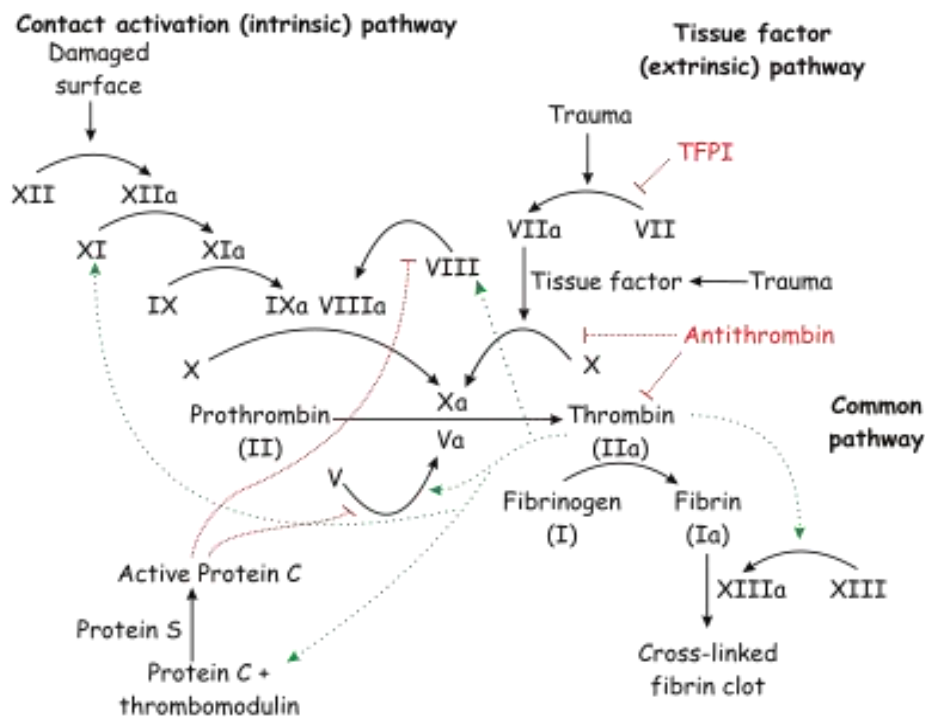 Contact activation (intrinsic) pathway
Damaged
surface
Tissue factor
(extrinsic) pathway
Trauma
TFPI
XII
XIIa
VIIa
VII
XI
XIa
VIII
Tissue factor
Trauma
IX
IXa
VIIIa
X
X
Antithrombin
Xa
Prothrombin
(II)
Va
Thrombin
(IIa)
Common
pathway
V
Fibrinogen
(I)
Fibrin
(Ia)
Active Protein C
XIIIa
XIII
Protein S
Protein C +
thrombomodulin
Cross-linked
fibrin clot